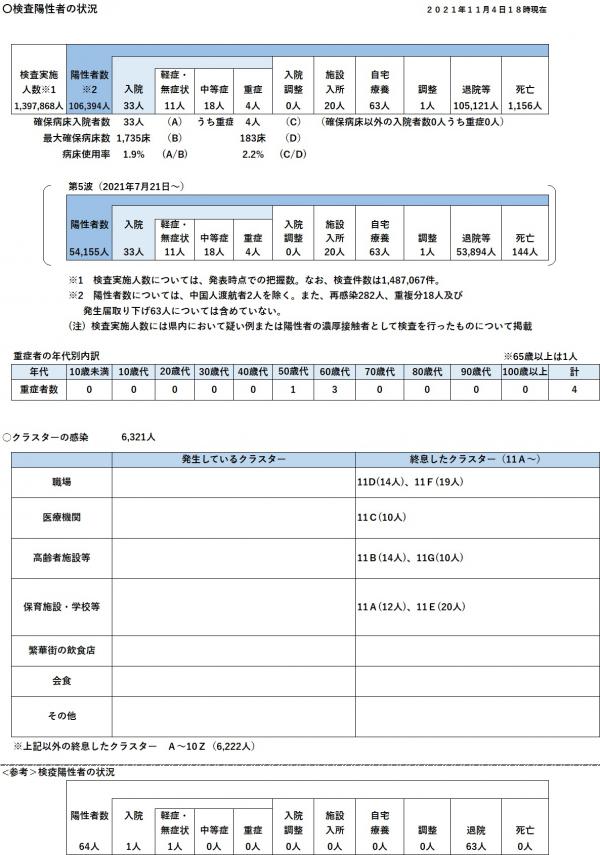 〇検査陽性者の状況
２０２１年１１月４日１８時現在
検査実施人数※1 陽性者数※2 入院 軽症・無症状 中等症 重症 入院調整 施設入所 自宅療養 調整 退院等 死亡
1,397,868人 106,394人 33人 11人 18人 4人 0人 20人 63人 1人 105,121人 1,156人
確保病床入院者数 33人 (A) うち重症 4人 (C) (確保病床以外の入院者数0人うち重症0人)
最大確保病床数 1,735床 (B) 183床 (D)
病床使用率 1.9% (A/B) 2.2% (C/D)
第5波（2021年7月21日～）
陽性者数 入院 軽症・無症状 中等症 重症 入院調整 施設入所 自宅療養 調整 退院等 死亡
54,155人 33人 11人 18人 4人 0人 20人 63人 1人 53,894人 144人
※1 検査実施人数については、発表時点での把握数。なお、検査件数は1,487,067件。
※2 陽性者数については、中国人渡航者2人を除く。また、再感染282人、重複分18人及び
発生届取り下げ63人については含めていない。
（注）検査実施人数には県内において疑い例または陽性者の濃厚接触者として検査を行ったものについて掲載
重症者の年代別内訳
※65歳以上は1人
年代 10歳未満 10歳代 20歳代 30歳代 40歳代 50歳代 60歳代 70歳代 80歳代 90歳代 100歳以上 計
重症者数 0 0 0 0 0 1 3 0 0 0 0 4
〇クラスターの感染 6,321人
発生しているクラスター 終息したクラスター（11Ａ～）
職場 11D(14人)、11Ｆ(19人)
医療機関 11Ｃ(10人)
高齢者施設等 11Ｂ(14人)、11G(10人)
保育施設・学校等 11Ａ(12人)、11Ｅ(20人)
繁華街の飲食店
会食
その他
※上記以外の終息したクラスター Ａ～10Ｚ（6,222人）
<参考>検疫陽性者の状況
陽性者数 入院 軽症・無症状 中等症 重症 入院調整 施設入所 自宅療養 調整 退院 死亡
64人 1人 1人 0人 0人 0人 0人 0人 0人 63人 0人